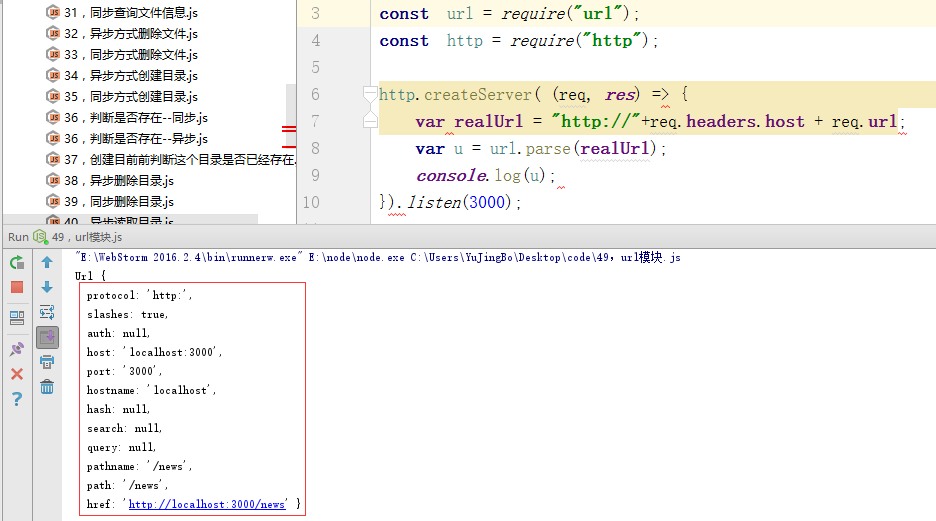 31，同步查询文件信息.js
32，异步方式删除文件.js
33，同步方式删除文件.js
34，异步方式创建目录.js
35，同步方式创建目录.js
36，判断是否存在--同步.js
36，判断是否存在--异步.js
37，创建目前前判断这个目录是否已经存在.
38，异步删除目录.js
39，同步删除目录.js
40，异步读取目录.js
3 const url = require("url");
4 const http = require("http");
5
6 http.createServer( (req, res) => {
7 var realUrl = "http://"+req.headers.host + req.url;
8 var u = url.parse(realUrl);
9 console.log(u);
10 }).listen(3000);
Run 49，url模块.js
"E:\WebStorm 2016.2.4\bin\runnerw.exe" E:\node\node.exe C:\Users\YuJingBo\Desktop\code\49，url模块.js
Url {
protocol: 'http:',
slashes: true,
auth: null,
host: 'localhost:3000',
port: '3000',
hostname: 'localhost',
hash: null,
search: null,
query: null,
pathname: '/news',
path: '/news',
href: 'http://localhost:3000/news' }